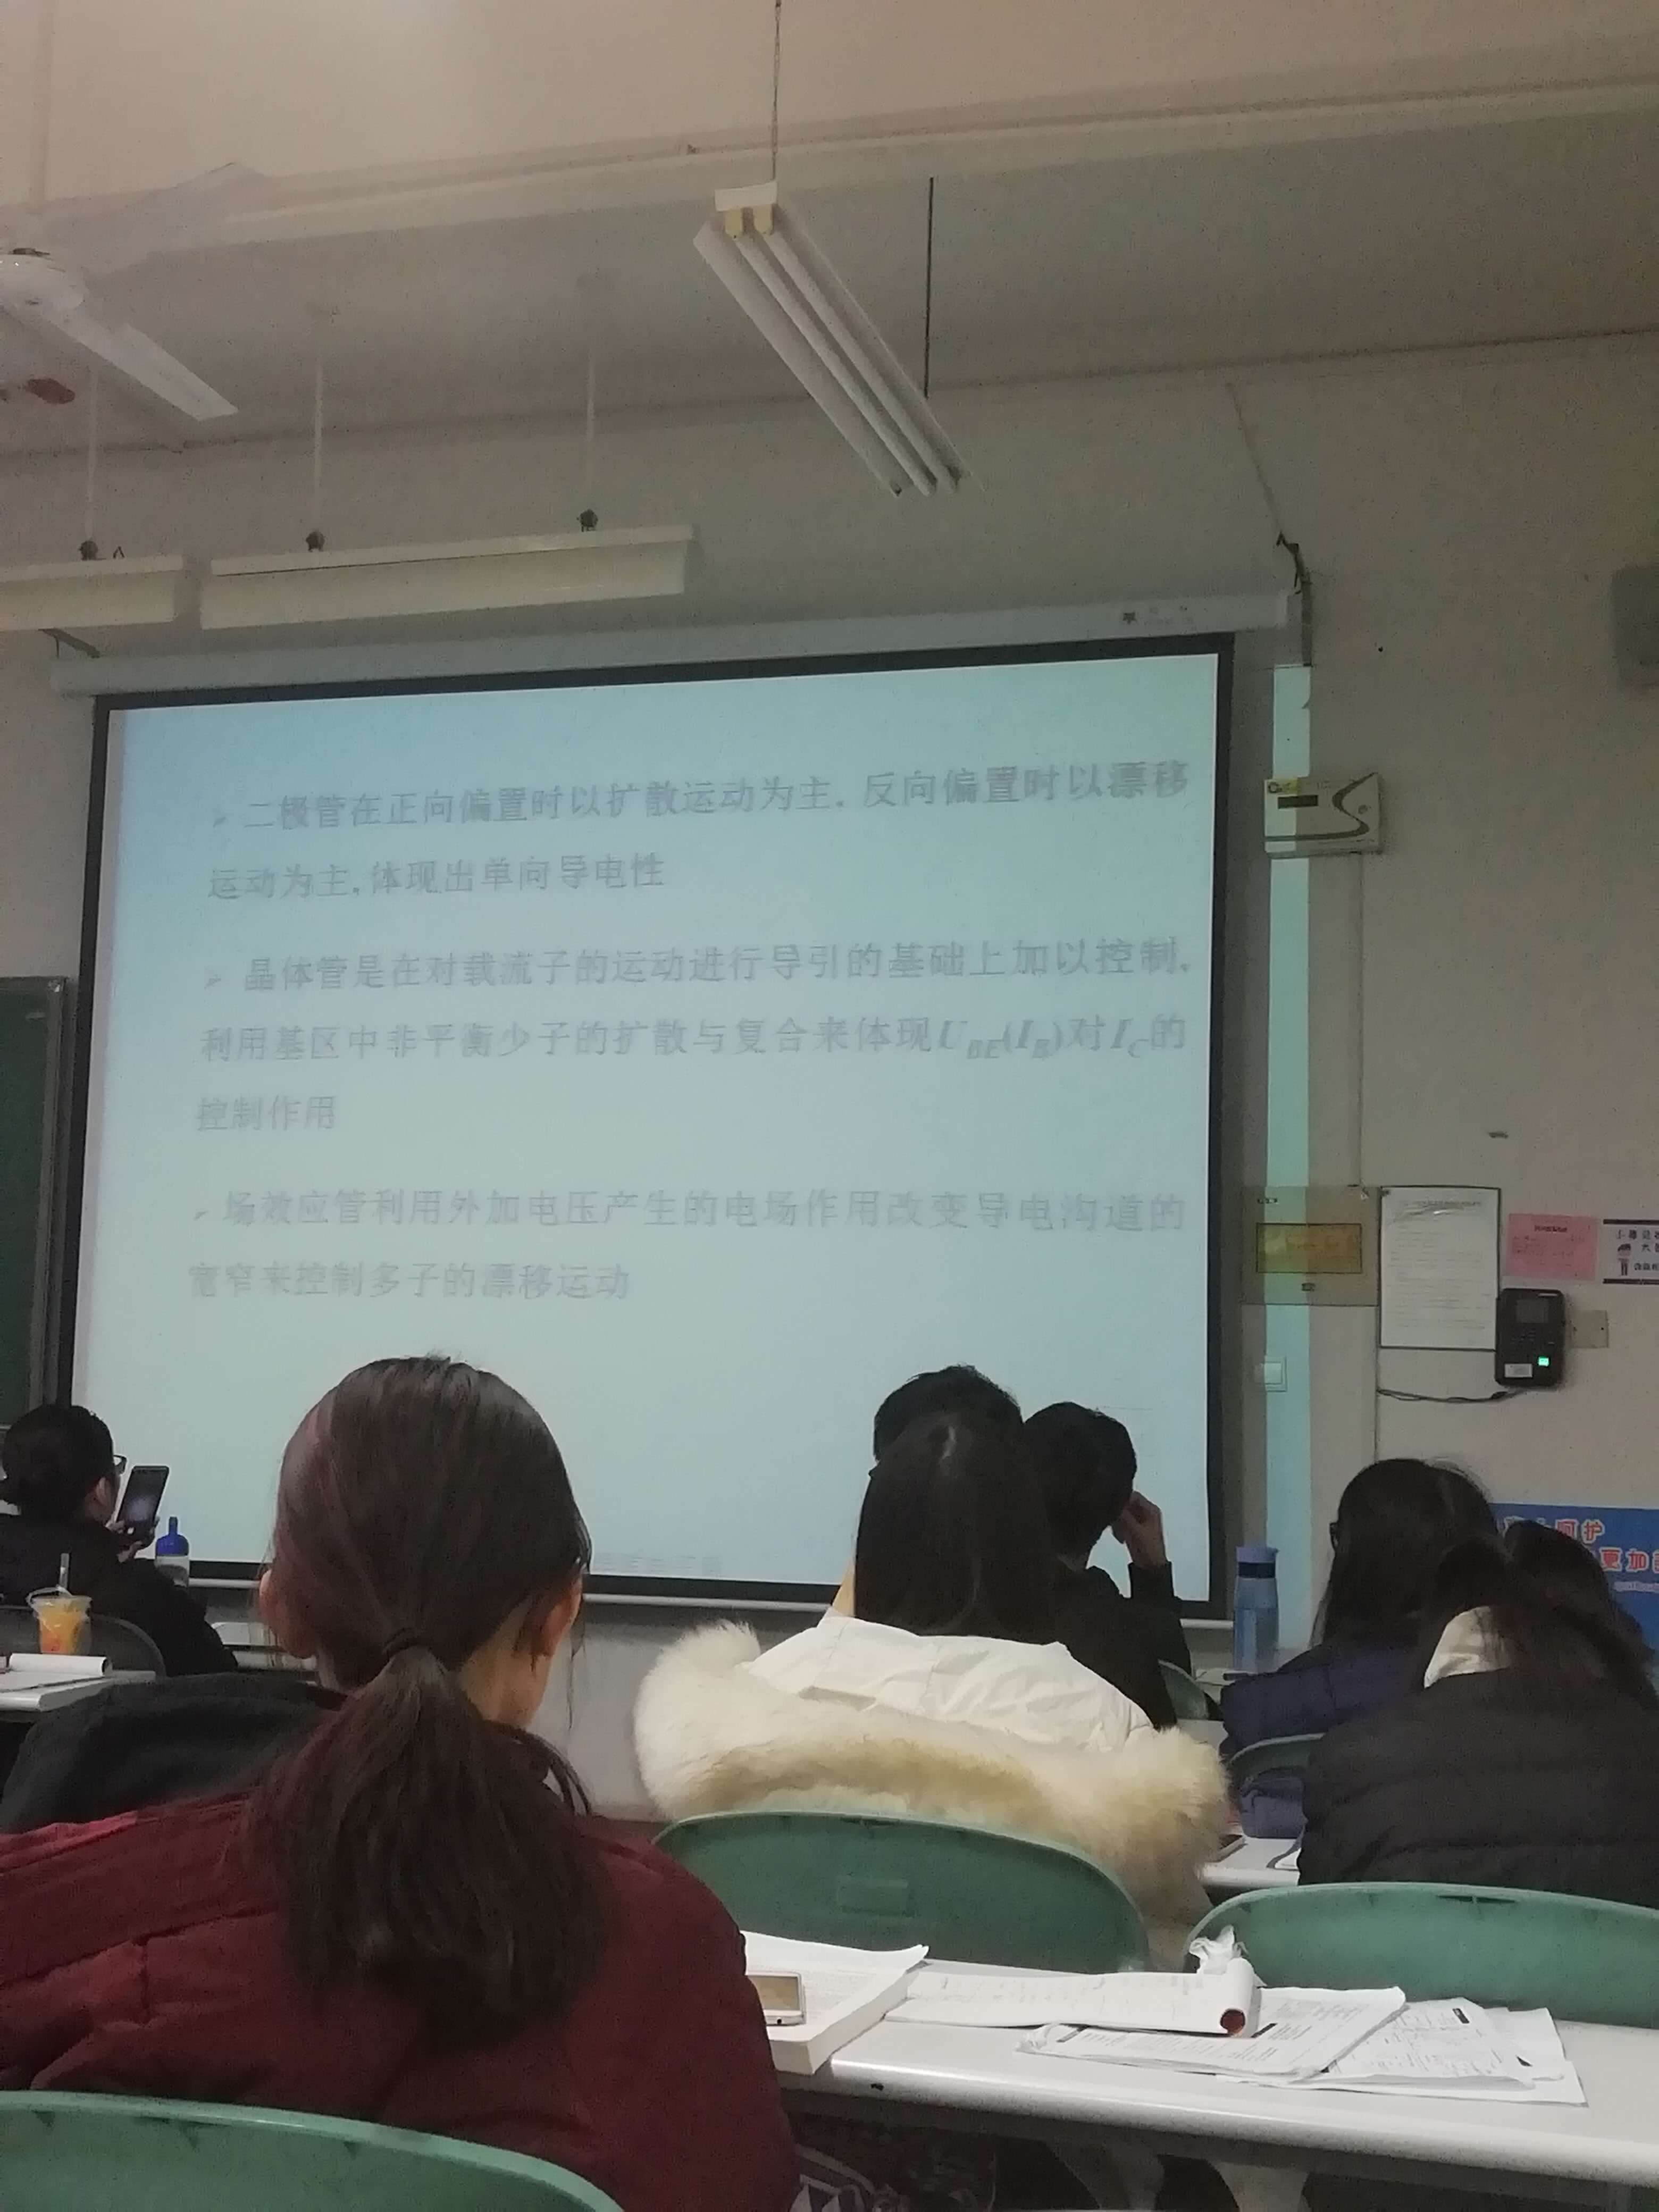 ➢ 二极管在正向偏置时以扩散运动为主，反向偏置时以漂移
运动为主，体现出单向导电性
➢ 晶体管是在对载流子的运动进行导引的基础上加以控制，
利用基区中非平衡少子的扩散与复合来体现U_BE(I_B)对I_C的
控制作用
➢ 场效应管利用外加电压产生的电场作用改变导电沟道的
宽窄来控制多子的漂移运动
呵护
更加